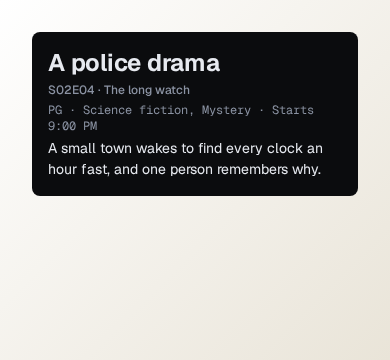 A police drama
S02E04 · The long watch
PG · Science fiction, Mystery · Starts
9:00 PM
A small town wakes to find every clock an
hour fast, and one person remembers why.